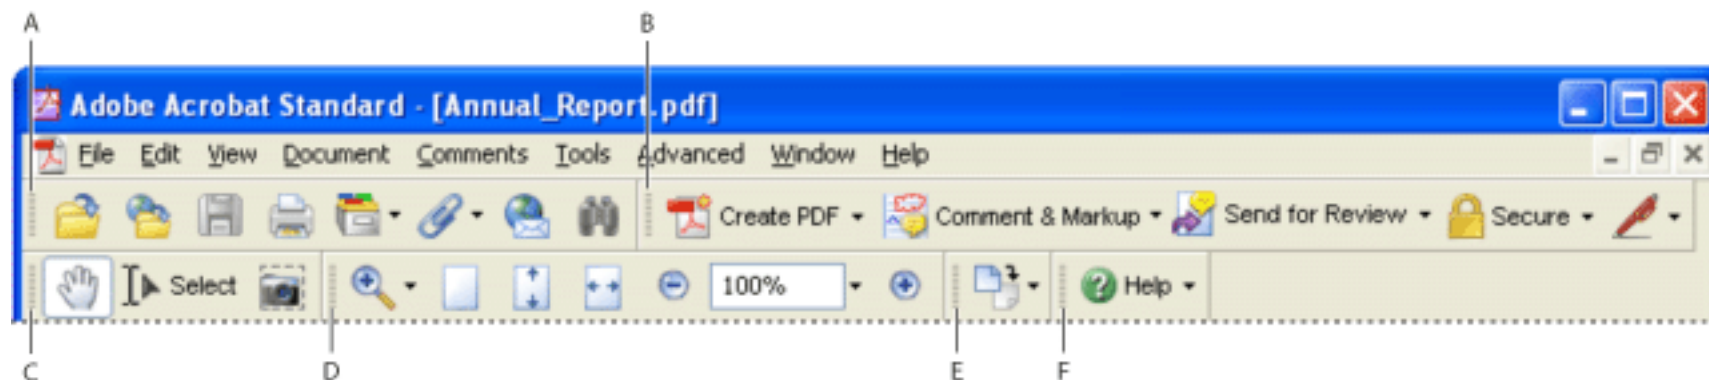 A B
Adobe Acrobat Standard - [Annual_Report.pdf]
File Edit View Document Comments Tools Advanced Window Help
Create PDF Comment & Markup Send for Review Secure
Select 100% Help
C D E F